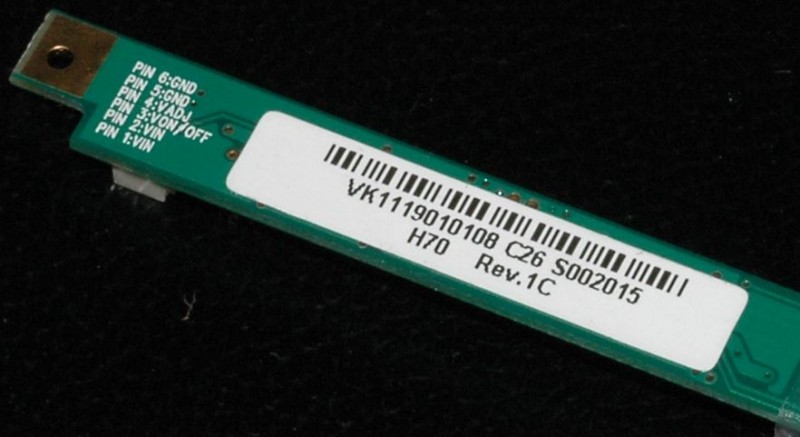 PIN 6:GND
PIN 5:GND
PIN 4:VADJ
PIN 3:VON/OFF
PIN 2:VIN
PIN 1:VIN
VK1119010108 C26 S002015
H70 Rev.1C